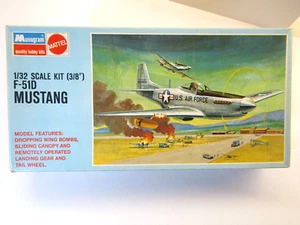 Monogram
quality hobby kits
MATTEL
1/32 SCALE KIT (3/8")
F-51D
MUSTANG
U.S. AIR FORCE
MODEL FEATURES:
DROPPING WING BOMBS,
SLIDING CANOPY AND
REMOTELY OPERATED
LANDING GEAR AND
TAIL WHEEL.